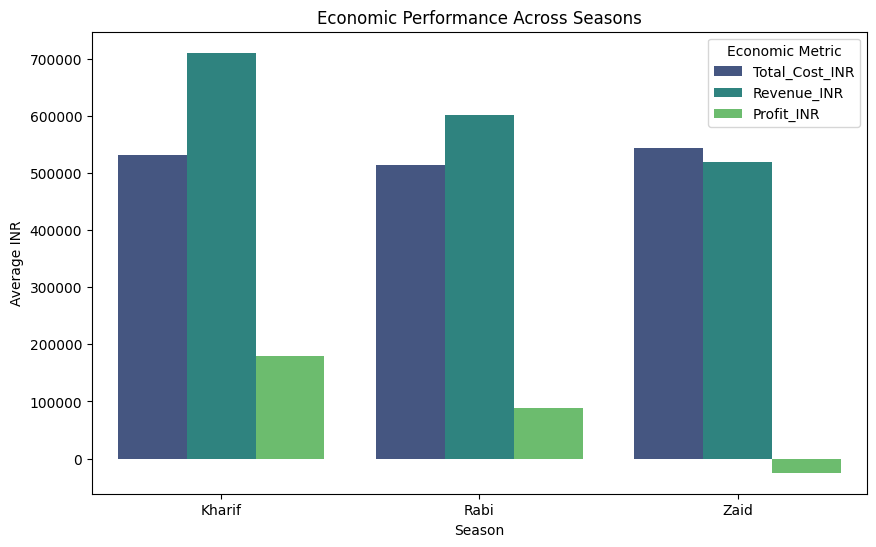 Economic Performance Across Seasons
Economic Metric
Total_Cost_INR
Revenue_INR
Profit_INR
700000
600000
500000
400000
300000
200000
100000
0
Average INR
Kharif
Rabi
Zaid
Season